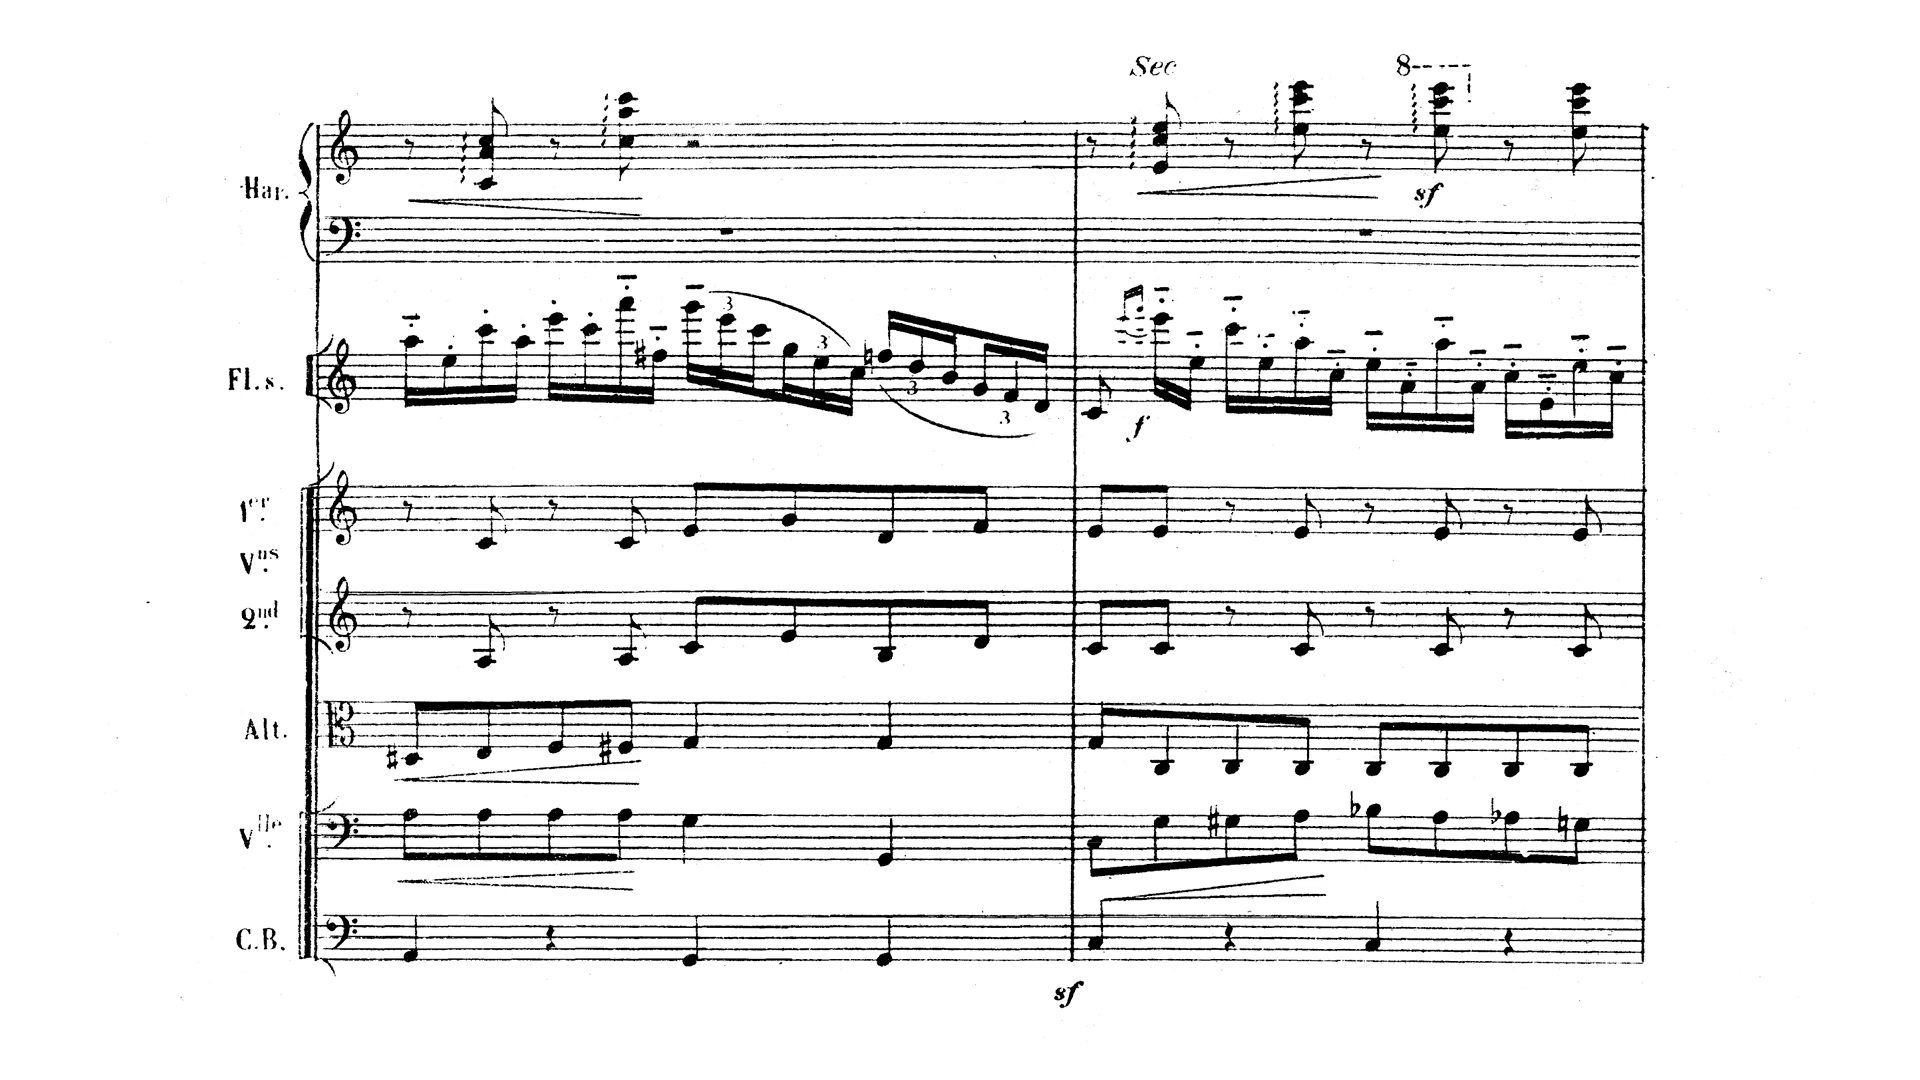 Sec
8
Har.
sf
3
3
Fl.s.
3
3
f
1er
Vns
2nd
Alt.
Vlle
C.B.
sf